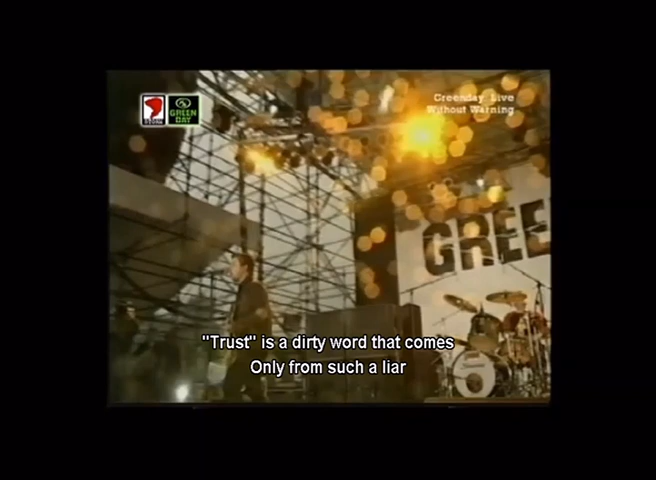 GREEN
DAY
Greenday Live
Without Warning
GREE
"Trust" is a dirty word that comes
Only from such a liar